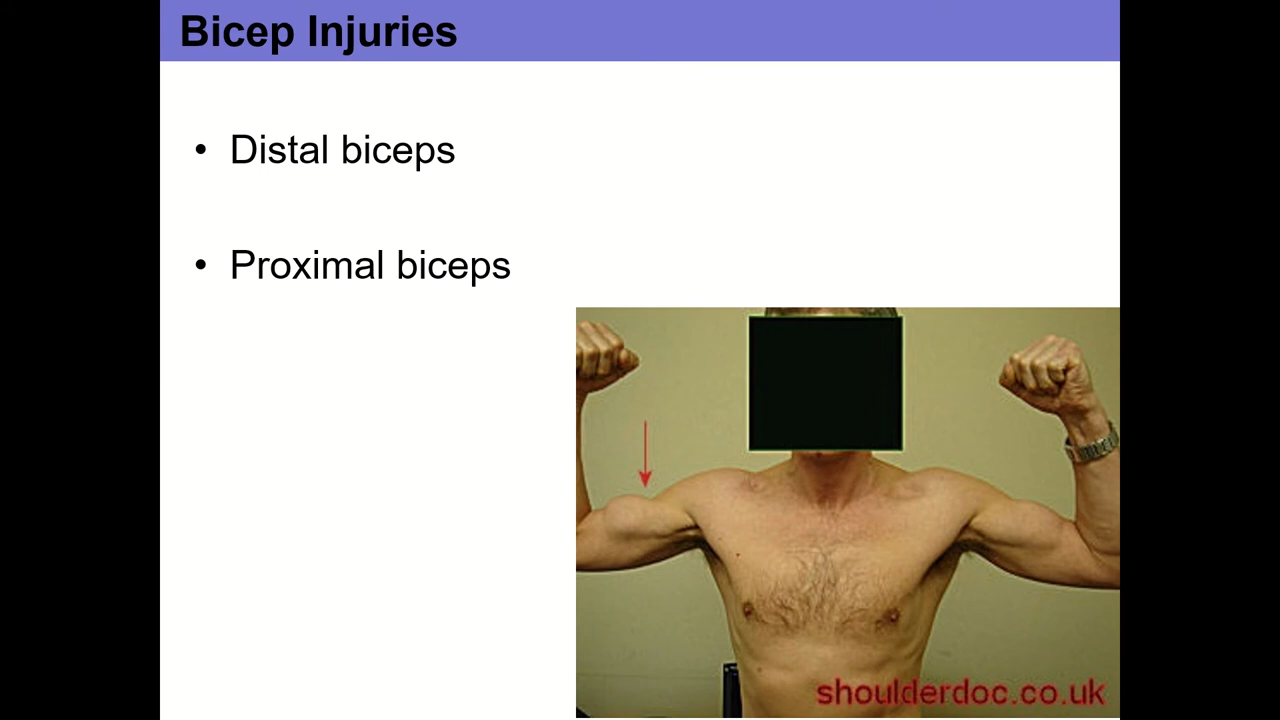 Bicep Injuries
• Distal biceps
• Proximal biceps
shoulderdoc.co.uk